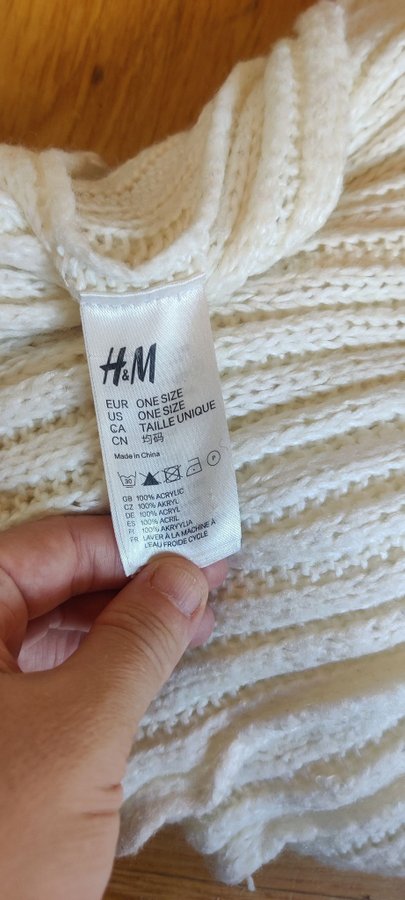 H&M
EUR ONE SIZE
US ONE SIZE
CA TAILLE UNIQUE
CN 均码
Made in China
30 P
GB 100% ACRYLIC
CZ 100% AKRYL
DE 100% ACRYL
ES 100% ACRIL
FI 100% AKRYYLIA
FR LAVER À LA MACHINE À
L'EAU FROIDE CYCLE